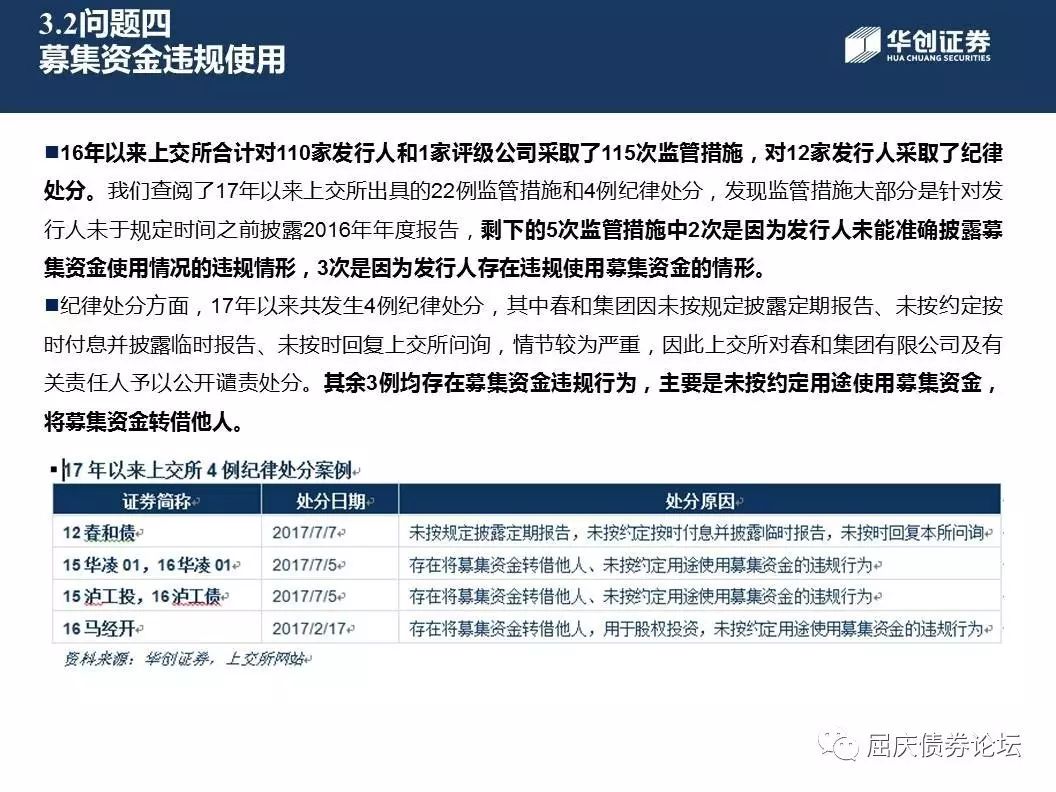 3.2问题四
募集资金违规使用
华创证券
HUA CHUANG SECURITIES
■16年以来上交所合计对110家发行人和1家评级公司采取了115次监管措施，对12家发行人采取了纪律
处分。我们查阅了17年以来上交所出具的22例监管措施和4例纪律处分，发现监管措施大部分是针对发
行人未于规定时间之前披露2016年年度报告，剩下的5次监管措施中2次是因为发行人未能准确披露募
集资金使用情况的违规情形，3次是因为发行人存在违规使用募集资金的情形。
■纪律处分方面，17年以来共发生4例纪律处分，其中春和集团因未按规定披露定期报告、未按约定按
时付息并披露临时报告、未按时回复上交所问询，情节较为严重，因此上交所对春和集团有限公司及有
关责任人予以公开谴责处分。其余3例均存在募集资金违规行为，主要是未按约定用途使用募集资金，
将募集资金转借他人。
▪17 年以来上交所 4 例纪律处分案例
证券简称 处分日期 处分原因
12 春和债 2017/7/7 未按规定披露定期报告，未按约定按时付息并披露临时报告，未按时回复本所问询
15 华凌 01，16 华凌 01 2017/7/5 存在将募集资金转借他人、未按约定用途使用募集资金的违规行为
15 泸工投，16 泸工债 2017/7/5 存在将募集资金转借他人、未按约定用途使用募集资金的违规行为
16 马经开 2017/2/17 存在将募集资金转借他人，用于股权投资，未按约定用途使用募集资金的违规行为
资料来源：华创证券，上交所网站
屈庆债券论坛